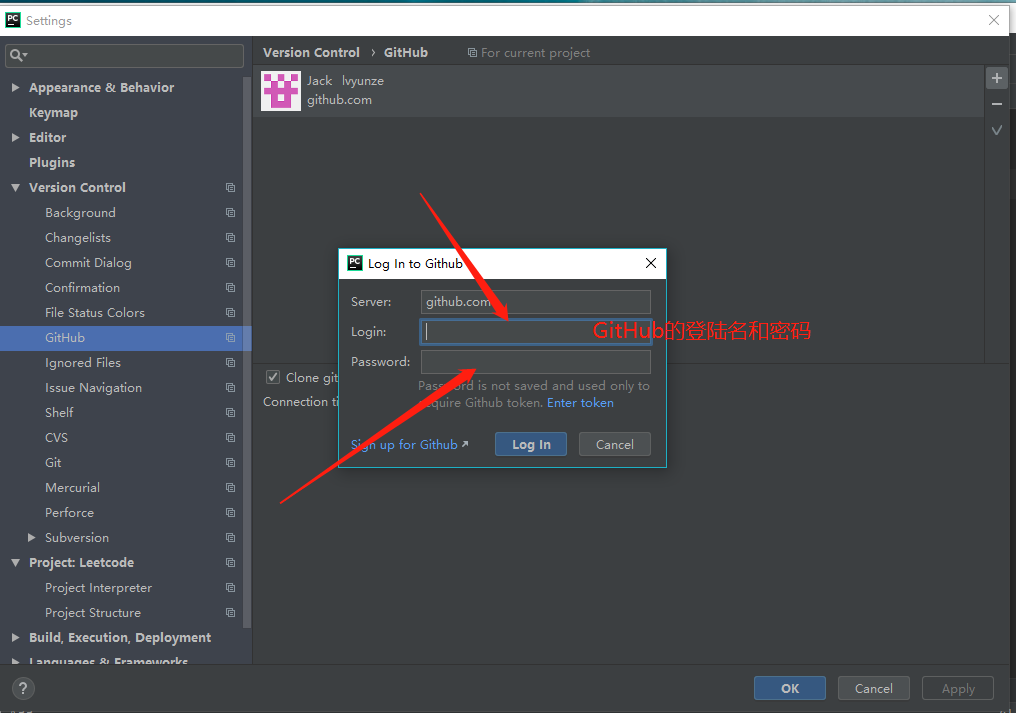 PC Settings
Version Control › GitHub For current project
Appearance & Behavior
Keymap
Editor
Plugins
Version Control
Background
Changelists
Commit Dialog
Confirmation
File Status Colors
GitHub
Ignored Files
Issue Navigation
Shelf
CVS
Git
Mercurial
Perforce
Subversion
Project: Leetcode
Project Interpreter
Project Structure
Build, Execution, Deployment
Languages & Frameworks
Jack lvyunze
github.com
Clone git
Connection ti
PC Log In to Github
Server: github.com
Login:
GitHub的登陆名和密码
Password:
Password is not saved and used only to
acquire Github token. Enter token
Sign up for Github Log In Cancel
? OK Cancel Apply